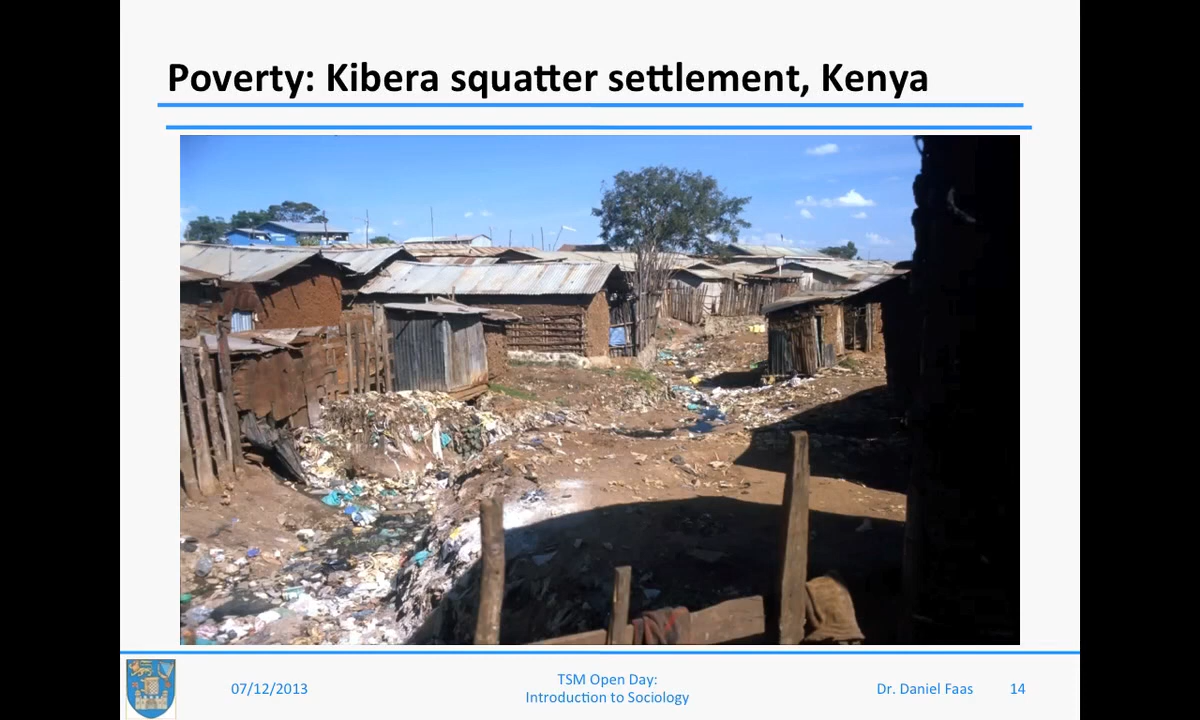 Poverty: Kibera squatter settlement, Kenya
07/12/2013
TSM Open Day:
Introduction to Sociology
Dr. Daniel Faas
14